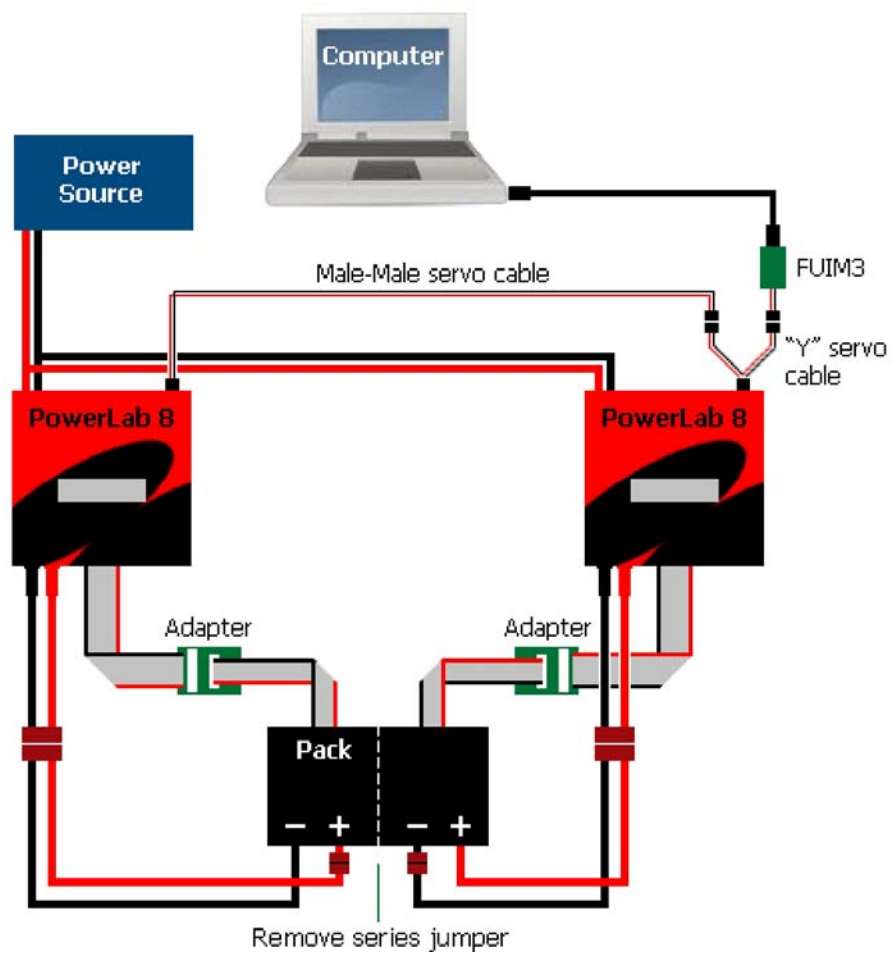 Computer
Power
Source
Male-Male servo cable
FUIM3
"Y" servo
cable
PowerLab 8
PowerLab 8
Adapter
Adapter
Pack
− +
− +
Remove series jumper